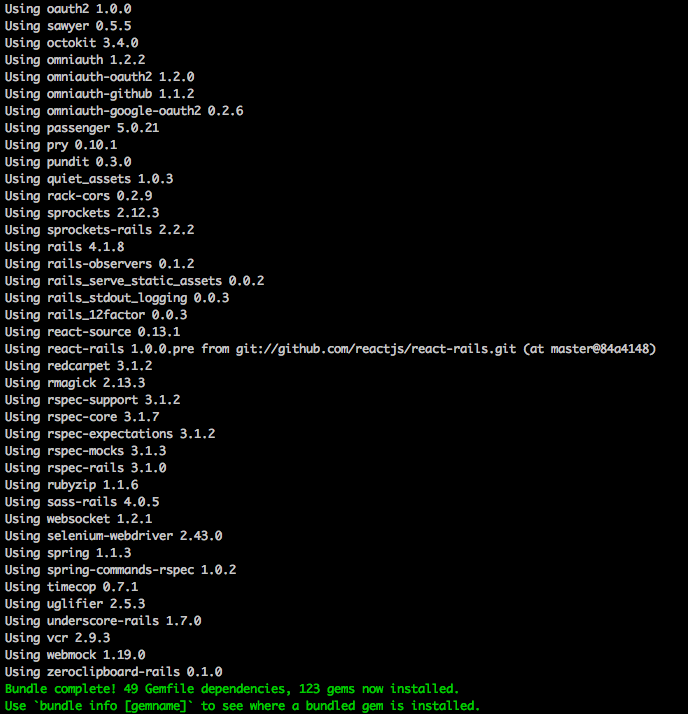 Using oauth2 1.0.0
Using sawyer 0.5.5
Using octokit 3.4.0
Using omniauth 1.2.2
Using omniauth-oauth2 1.2.0
Using omniauth-github 1.1.2
Using omniauth-google-oauth2 0.2.6
Using passenger 5.0.21
Using pry 0.10.1
Using pundit 0.3.0
Using quiet_assets 1.0.3
Using rack-cors 0.2.9
Using sprockets 2.12.3
Using sprockets-rails 2.2.2
Using rails 4.1.8
Using rails-observers 0.1.2
Using rails_serve_static_assets 0.0.2
Using rails_stdout_logging 0.0.3
Using rails_12factor 0.0.3
Using react-source 0.13.1
Using react-rails 1.0.0.pre from git://github.com/reactjs/react-rails.git (at master@84a4148)
Using redcarpet 3.1.2
Using rmagick 2.13.3
Using rspec-support 3.1.2
Using rspec-core 3.1.7
Using rspec-expectations 3.1.2
Using rspec-mocks 3.1.3
Using rspec-rails 3.1.0
Using rubyzip 1.1.6
Using sass-rails 4.0.5
Using websocket 1.2.1
Using selenium-webdriver 2.43.0
Using spring 1.1.3
Using spring-commands-rspec 1.0.2
Using timecop 0.7.1
Using uglifier 2.5.3
Using underscore-rails 1.7.0
Using vcr 2.9.3
Using webmock 1.19.0
Using zeroclipboard-rails 0.1.0
Bundle complete! 49 Gemfile dependencies, 123 gems now installed.
Use `bundle info [gemname]` to see where a bundled gem is installed.